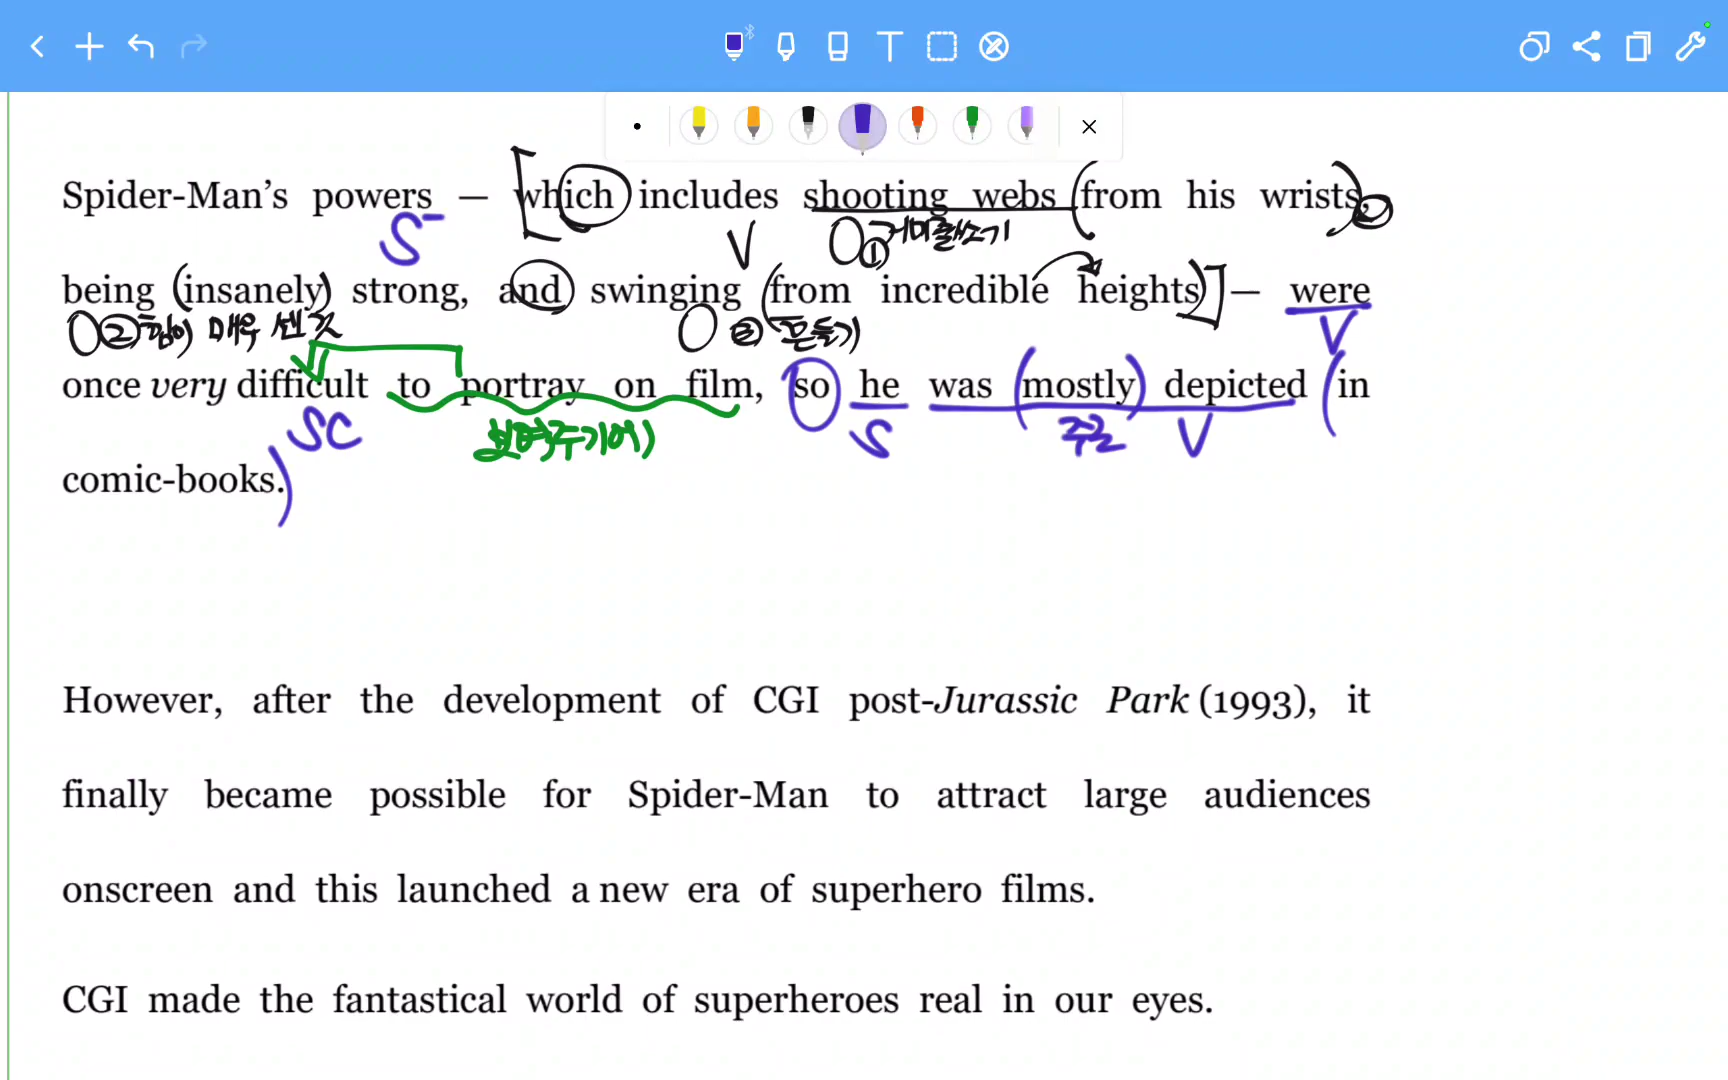 Spider-Man’s powers — which includes shooting webs from his wrists,
S V O ① 거미줄쏘기
being insanely strong, and swinging from incredible heights — were
O ② 힘이 매우 센 것 O ③ 흔들기 V
once very difficult to portray on film, so he was mostly depicted in
SC 보여주기에 S 주로 V
comic-books.
However, after the development of CGI post-Jurassic Park (1993), it
finally became possible for Spider-Man to attract large audiences
onscreen and this launched a new era of superhero films.
CGI made the fantastical world of superheroes real in our eyes.